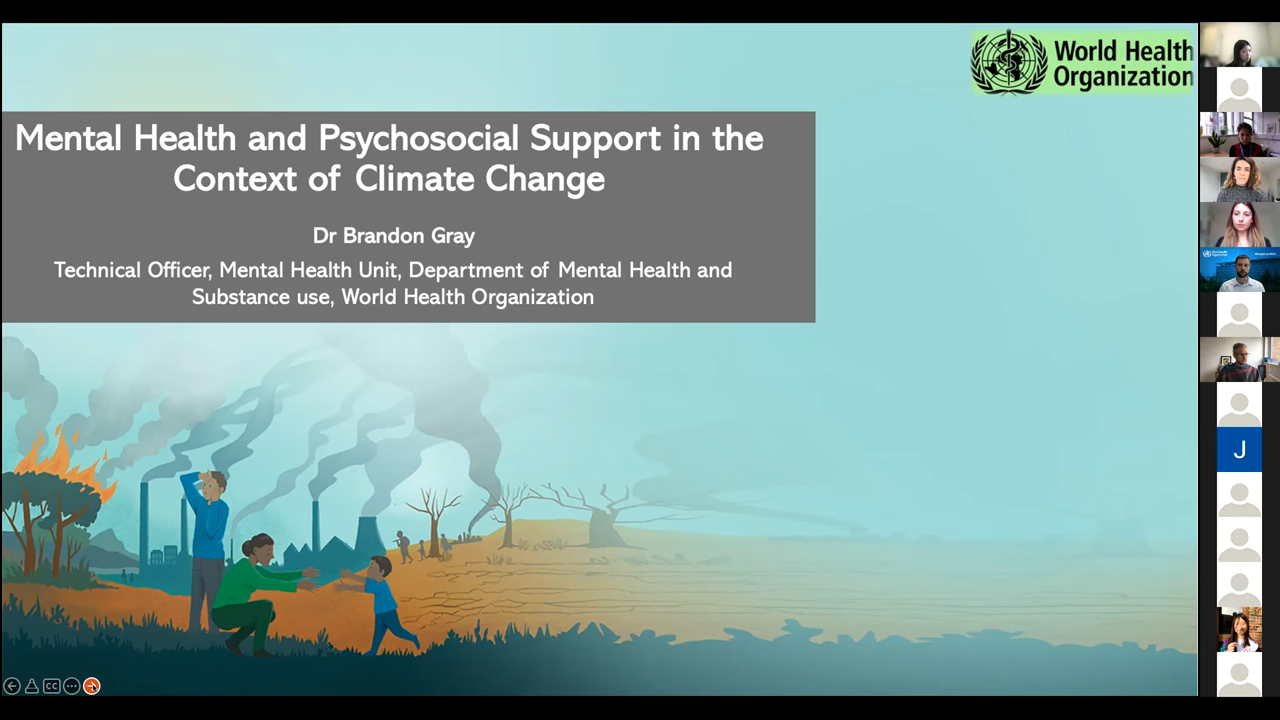 World Health
Organization
Mental Health and Psychosocial Support in the
Context of Climate Change
Dr Brandon Gray
Technical Officer, Mental Health Unit, Department of Mental Health and
Substance use, World Health Organization
J
CC